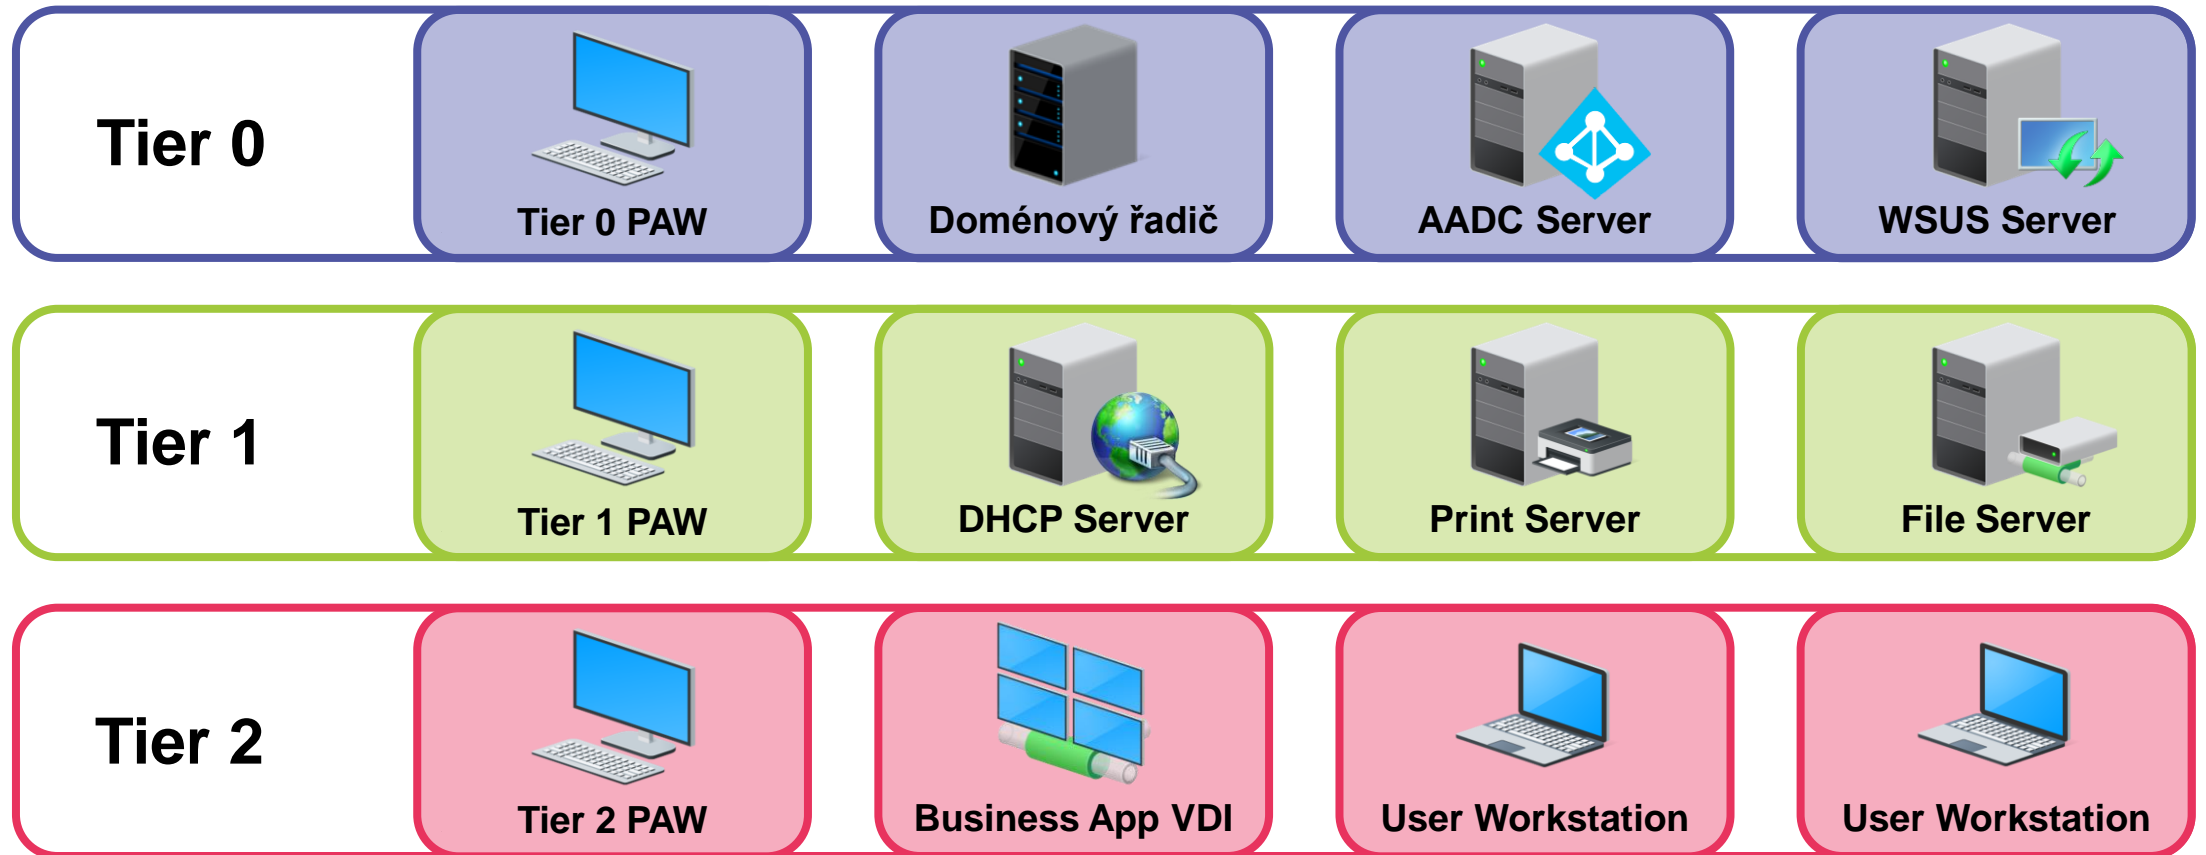 Tier 0
Tier 0 PAW
Doménový řadič
AADC Server
WSUS Server
Tier 1
Tier 1 PAW
DHCP Server
Print Server
File Server
Tier 2
Tier 2 PAW
Business App VDI
User Workstation
User Workstation